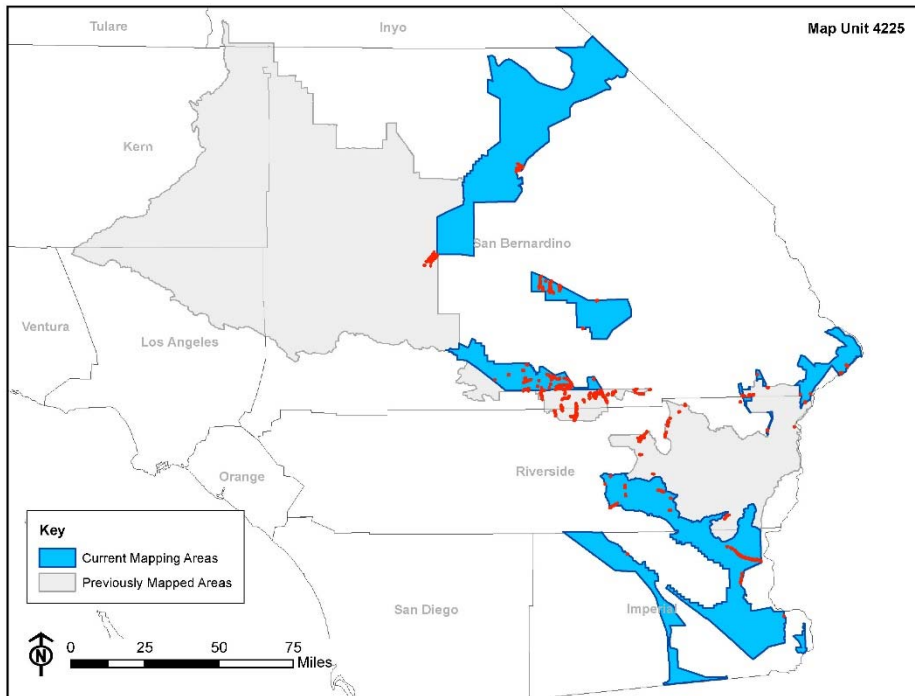 Tulare
Inyo
Map Unit 4225
Kern
San Bernardino
Ventura
Los Angeles
Orange
Riverside
Key
Current Mapping Areas
Previously Mapped Areas
San Diego
Imperial
N
0 25 50 75
Miles